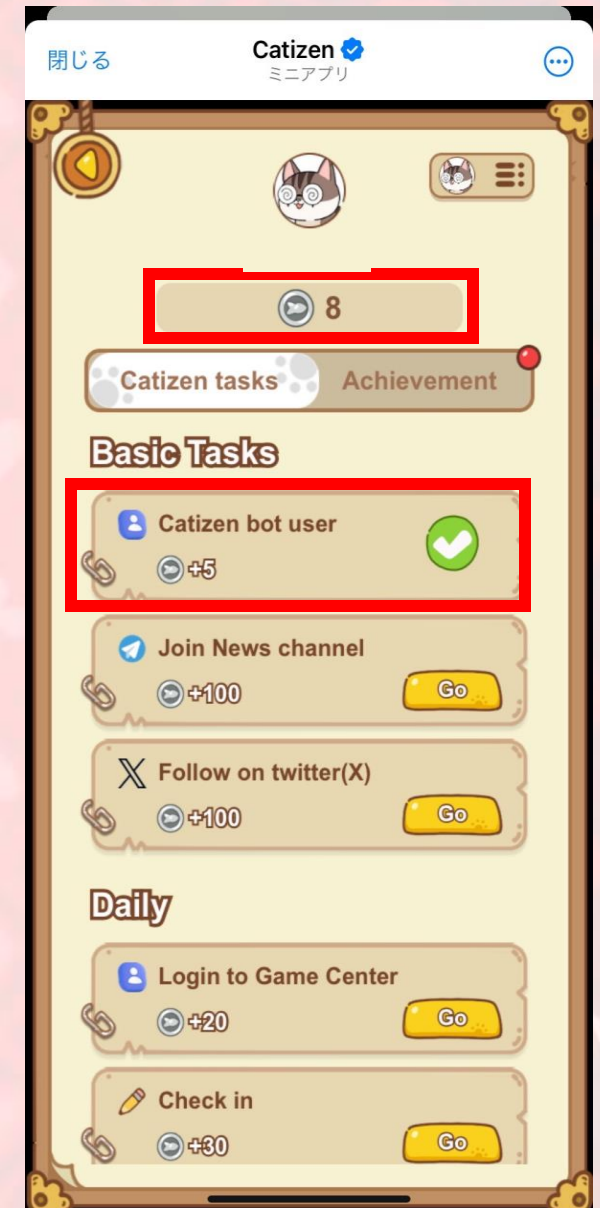 閉じる
Catizen
ミニアプリ
8
Catizen tasks
Achievement
Basic Tasks
Catizen bot user
+5
Join News channel
+100
Go
Follow on twitter(X)
+100
Go
Daily
Login to Game Center
+20
Go
Check in
+30
Go